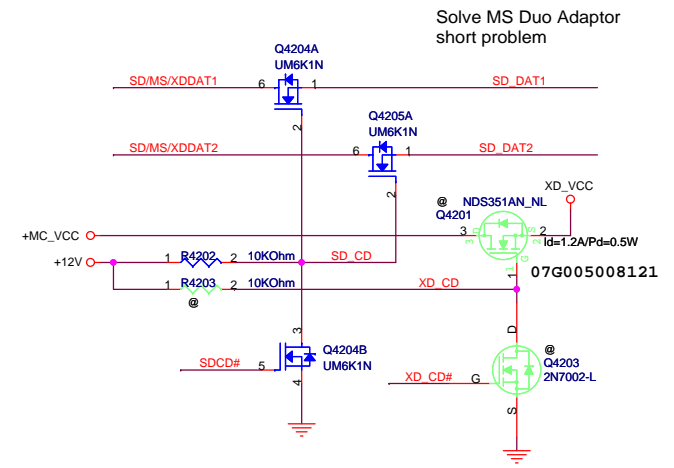 Solve MS Duo Adaptor
short problem
Q4204A
UM6K1N
SD/MS/XDDAT1
6
1
SD_DAT1
2
Q4205A
UM6K1N
SD/MS/XDDAT2
6
1
SD_DAT2
2
XD_VCC
@
NDS351AN_NL
Q4201
+MC_VCC
3
3
D
S
2
2
Id=1.2A/Pd=0.5W
G
1
1
07G005008121
+12V
1
R4202
2
10KOhm
SD_CD
1
R4203
2
10KOhm
XD_CD
@
3
D
@
Q4204B
UM6K1N
SDCD#
5
4
Q4203
2N7002-L
XD_CD#
G
S